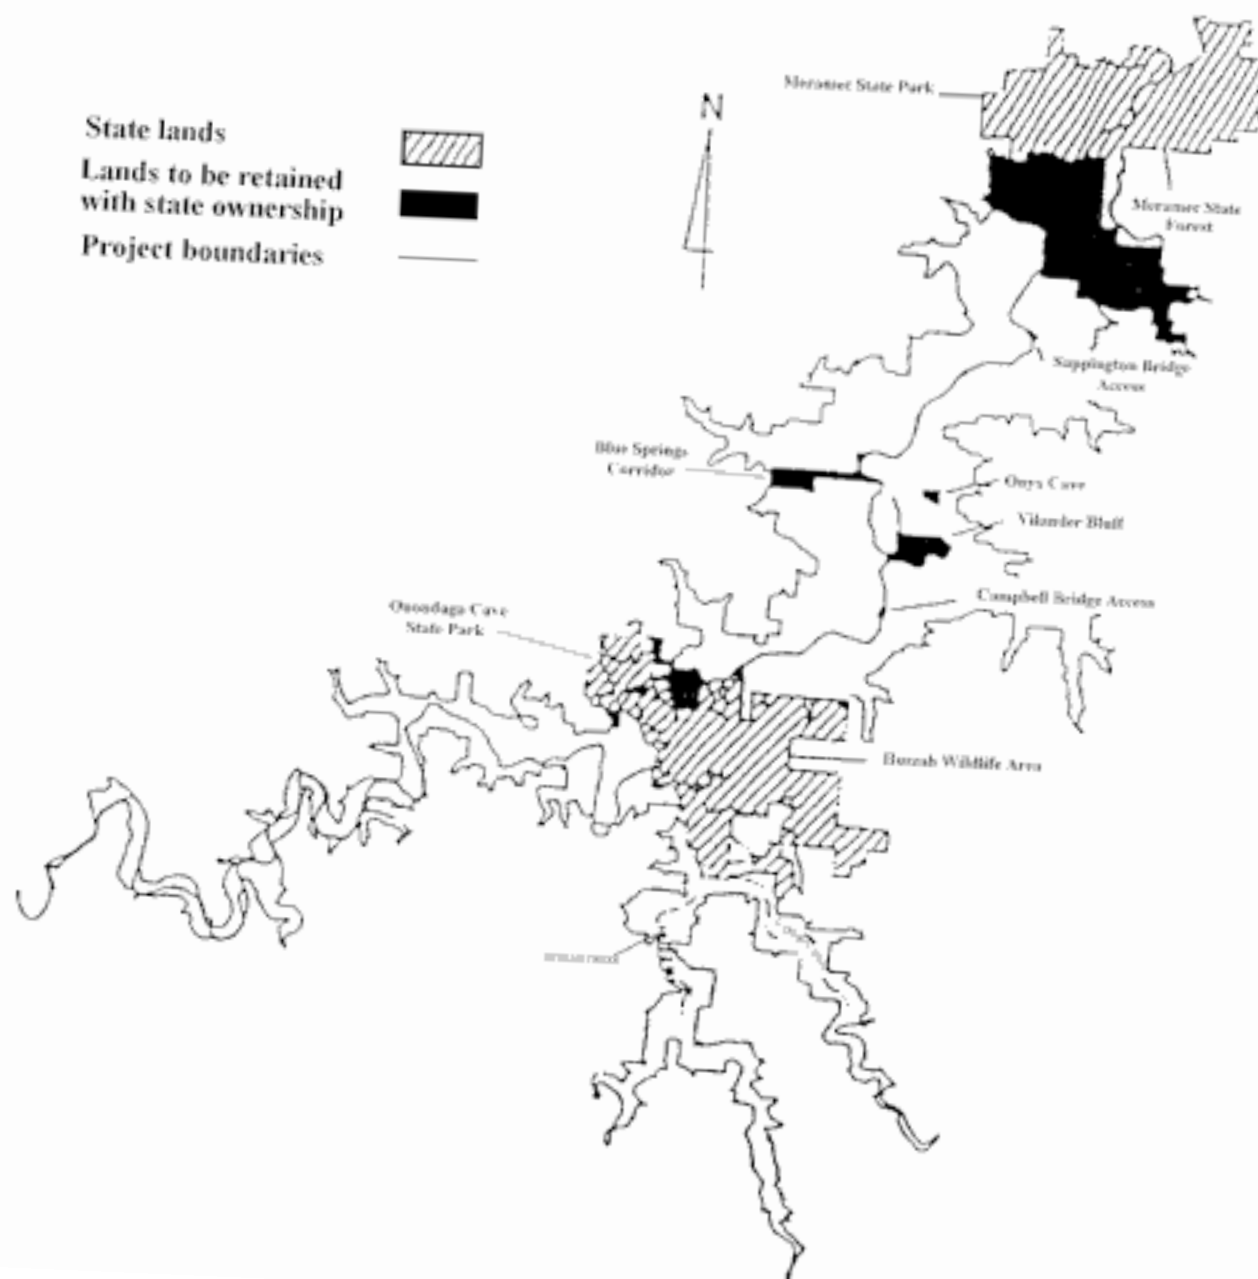 N
Meramec State Park
State lands
Lands to be retained
with state ownership
Project boundaries
Meramec State
Forest
Sappington Bridge
Access
Blue Springs
Corridor
Onyx Cave
Vilander Bluff
Campbell Bridge Access
Onondaga Cave
State Park
Huzzah Wildlife Area